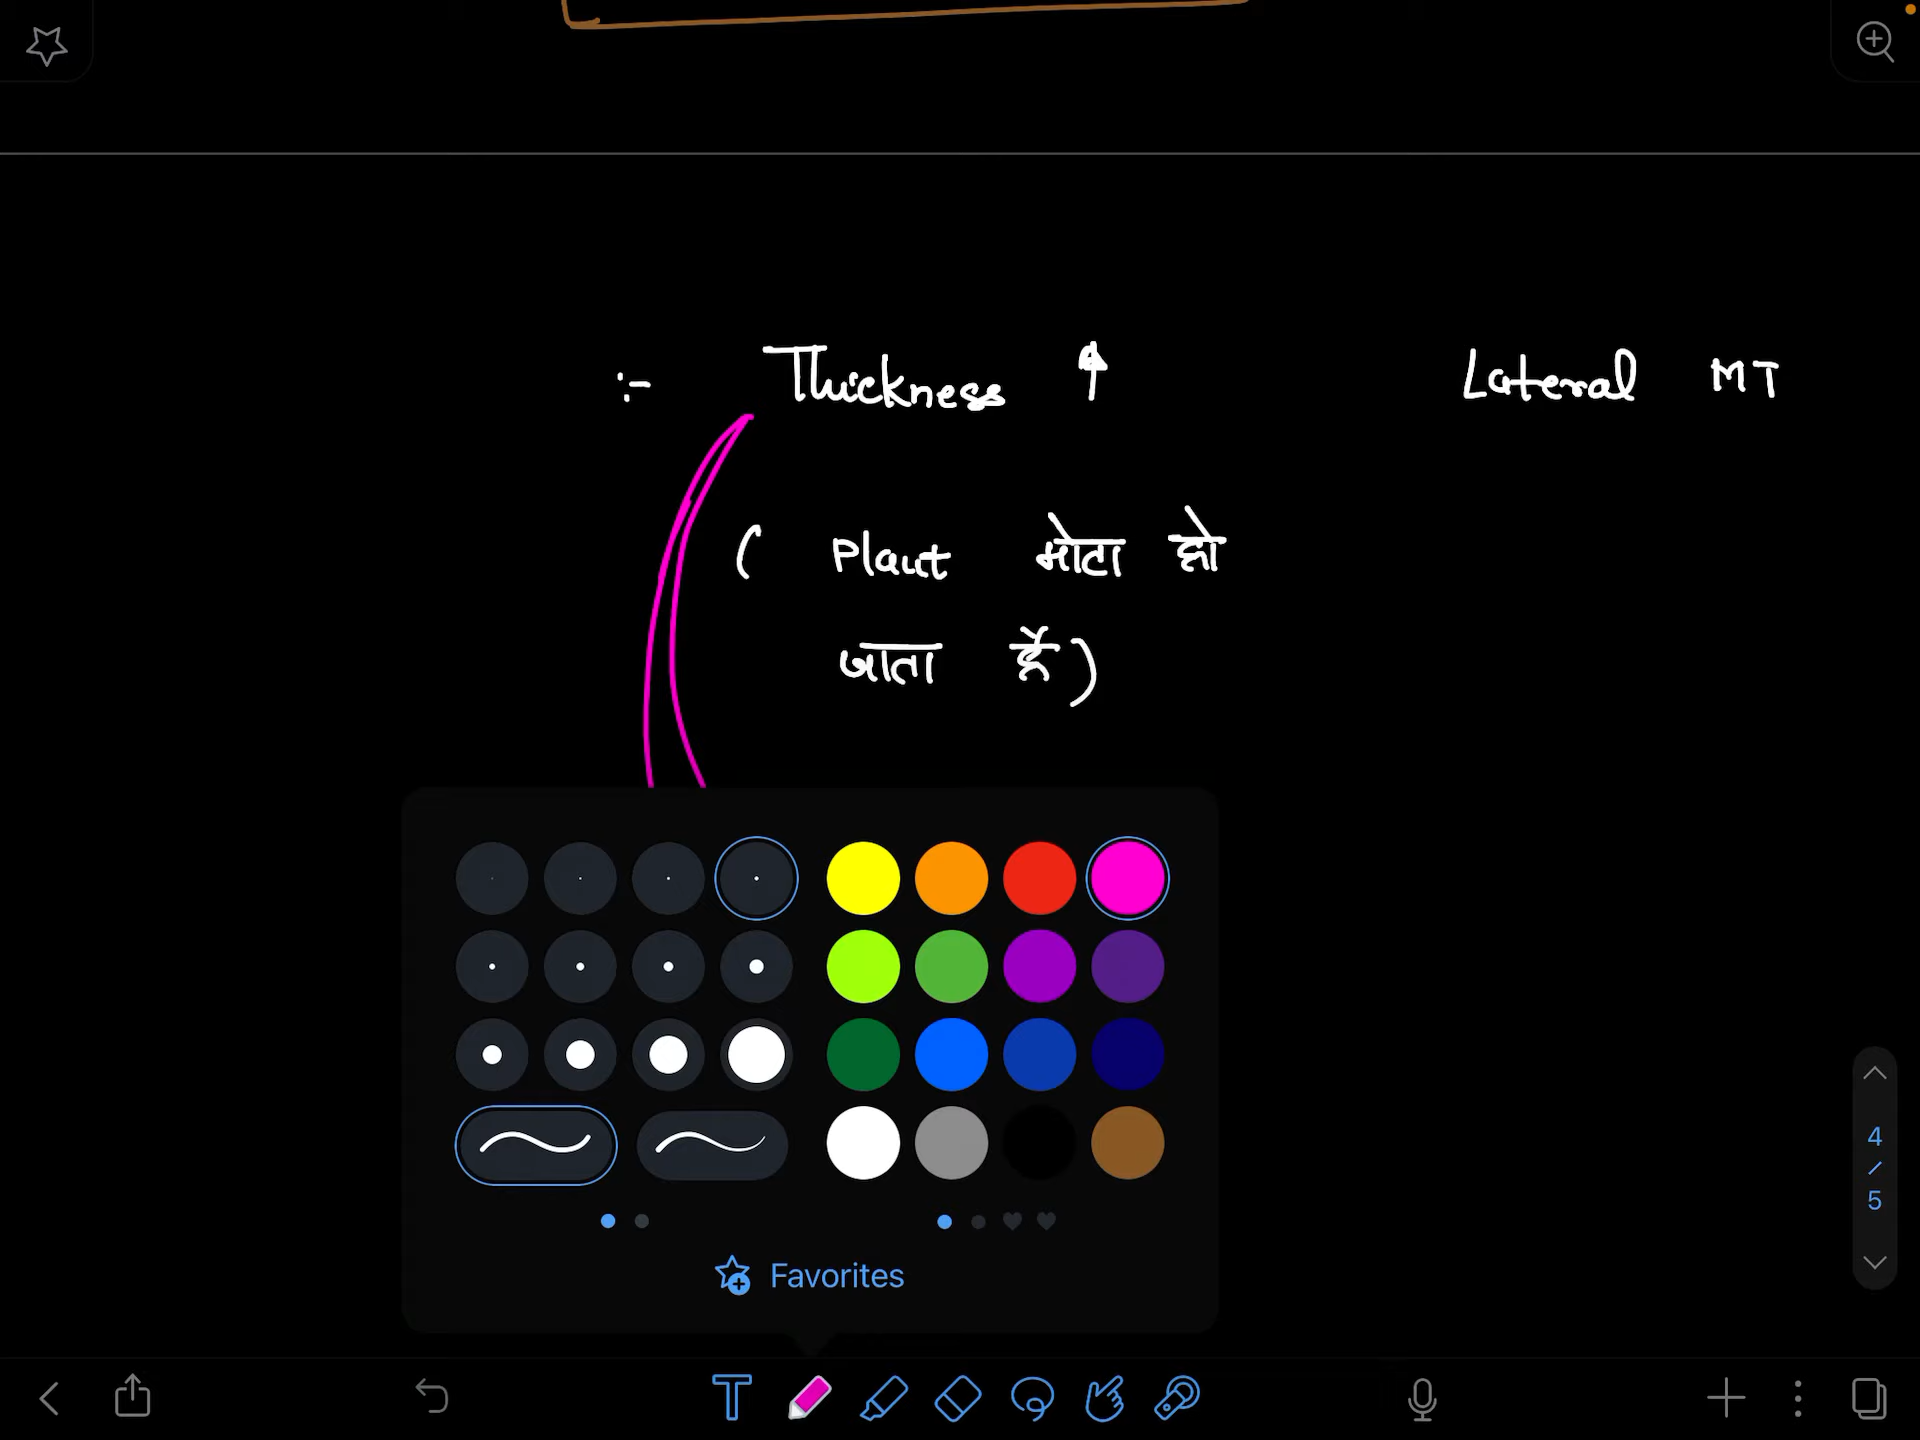 :- Thickness ↑ Lateral MT
( Plant मोटा हो
जाता है)
Favorites
4
/
5